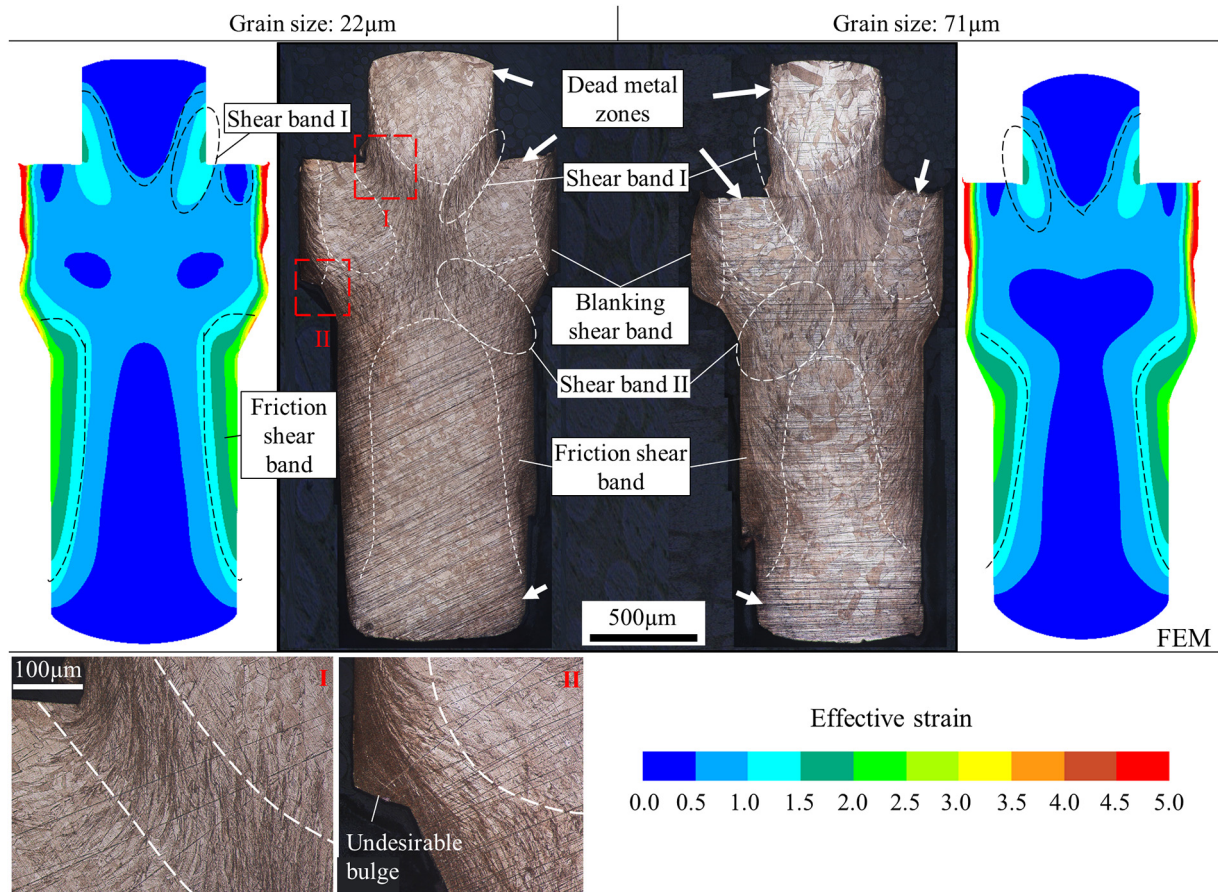 Grain size: 22μm
Grain size: 71μm
Shear band I
Dead metal
zones
Shear band I
I
Blanking
shear band
II
Shear band II
Friction
shear
band
Friction shear
band
500μm
FEM
100μm
I
II
Undesirable
bulge
Effective strain
0.0 0.5 1.0 1.5 2.0 2.5 3.0 3.5 4.0 4.5 5.0